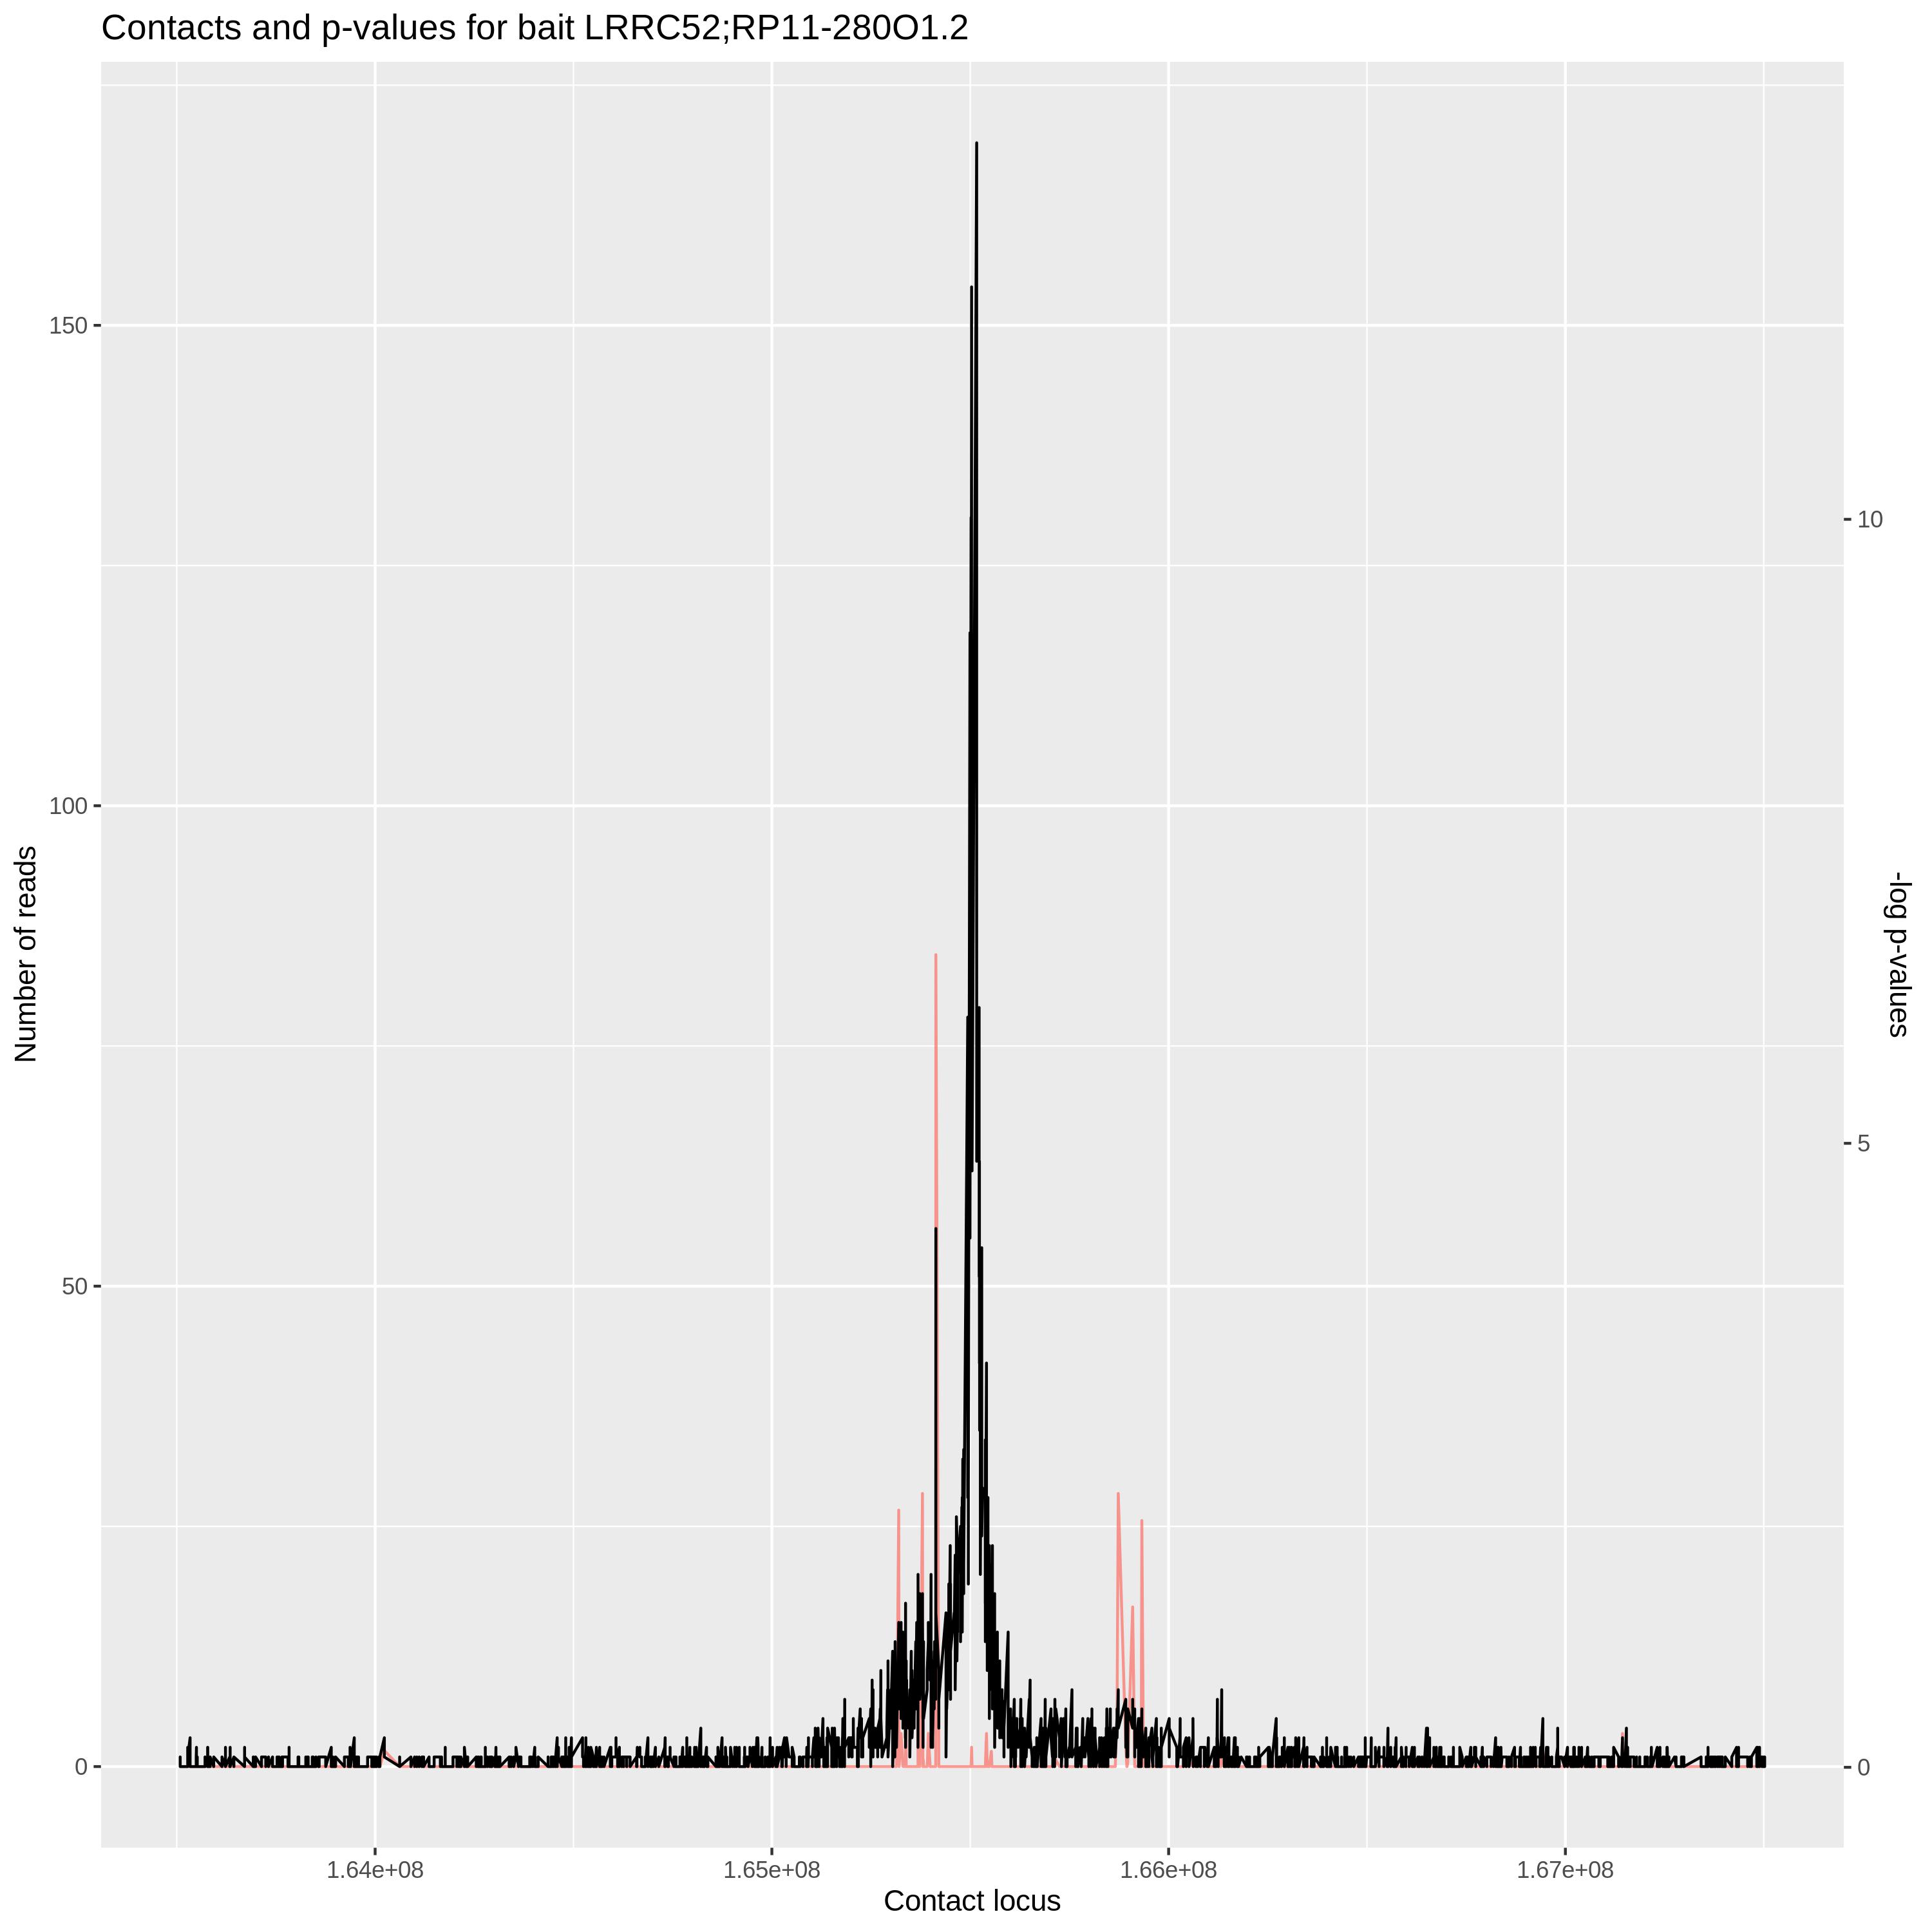 Contacts and p-values for bait LRRC52;RP11-280O1.2
150
100
50
0
10
5
0
Number of reads
-log p-values
1.64e+08
1.65e+08
1.66e+08
1.67e+08
Contact locus